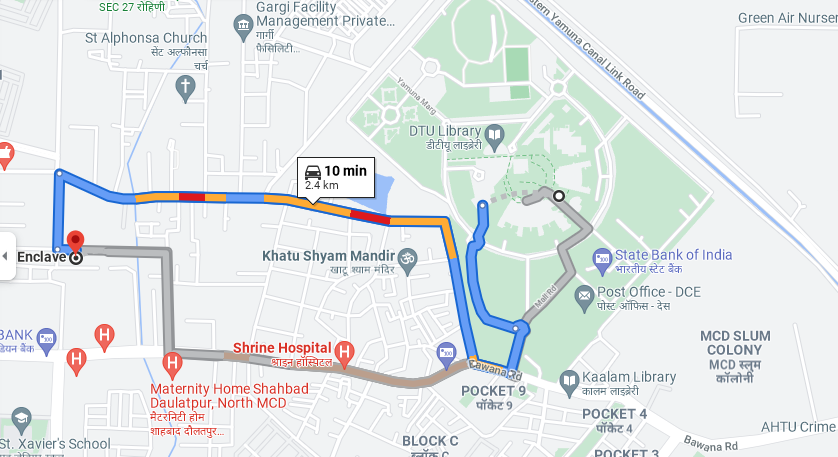 SEC 27 रोहिणी
Gargi Facility
Management Private...
गार्गी
फैसिलिटी...
St Alphonsa Church
सेट अल्फौनसा
चर्च
Eastern Yamuna Canal Link Road
Green Air Nurser
Yamuna Marg
DTU Library
डीटीयू लाइब्रेरी
10 min
2.4 km
Enclave
Khatu Shyam Mandir
खाटू श्याम मंदिर
State Bank of India
भारतीय स्टेट बैंक
Post Office - DCE
पोस्ट ऑफिस - देस
Mall Rd
BANK
डियन बैंक
H
H
H
H
Shrine Hospital
श्राइन हॉस्पिटल
MCD SLUM
COLONY
MCD स्लम
कॉलोनी
Maternity Home Shahbad
Daulatpur, North MCD
मैटरनिटी होम
शाहबाद दौलतपुर...
Bawana Rd
POCKET 9
पॉकेट 9
Kaalam Library
कालम लाइब्रेरी
POCKET 4
पॉकेट 4
AHTU Crime
St. Xavier's School
BLOCK C
ब्लॉक C
Bawana Rd
POCKET 3